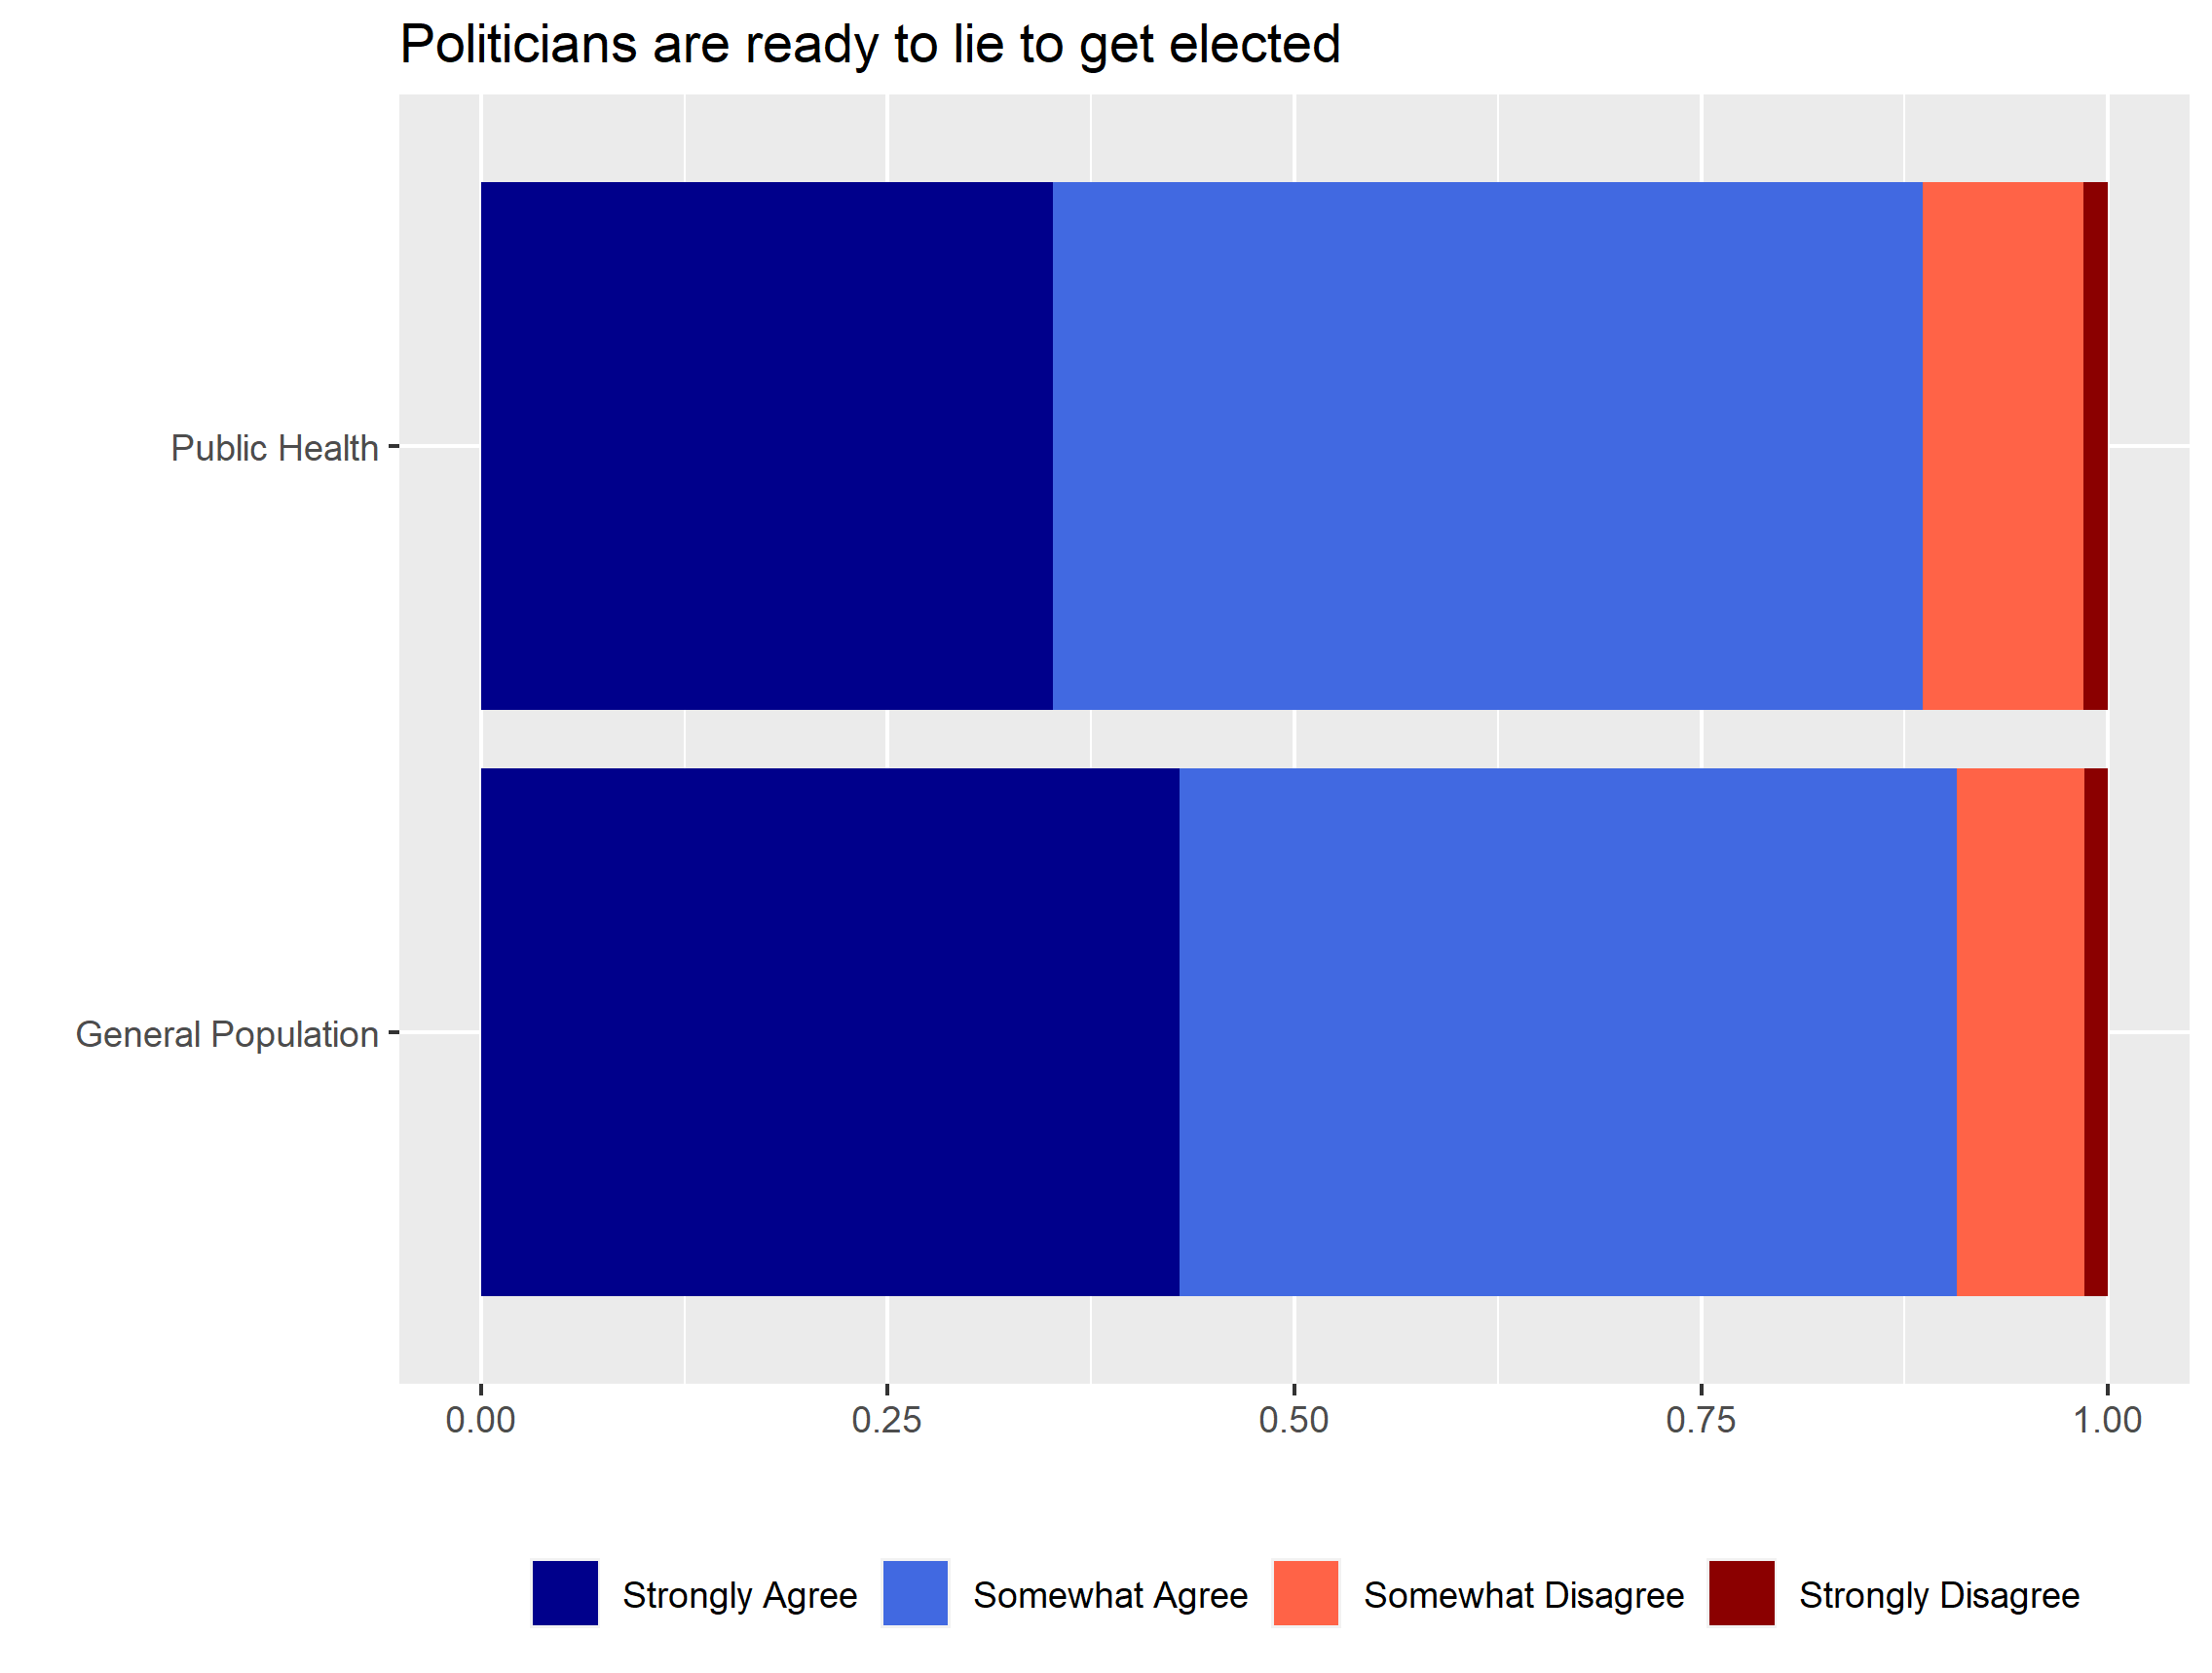 Politicians are ready to lie to get elected
Public Health
General Population
0.00 0.25 0.50 0.75 1.00
Strongly Agree Somewhat Agree Somewhat Disagree Strongly Disagree